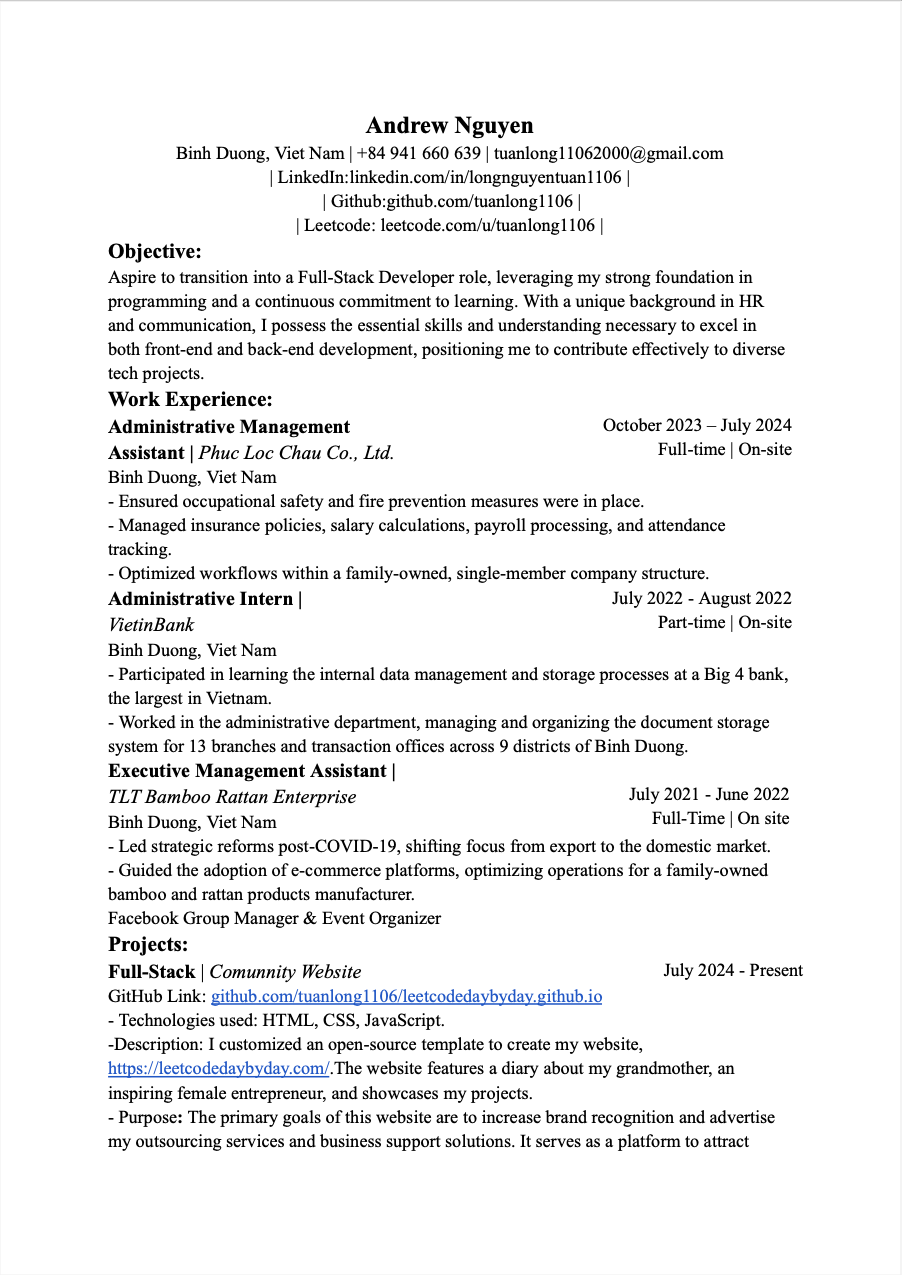 Andrew Nguyen
Binh Duong, Viet Nam | +84 941 660 639 | tuanlong11062000@gmail.com
| LinkedIn:linkedin.com/in/longnguyentuan1106 |
| Github:github.com/tuanlong1106 |
| Leetcode: leetcode.com/u/tuanlong1106 |
Objective:
Aspire to transition into a Full-Stack Developer role, leveraging my strong foundation in
programming and a continuous commitment to learning. With a unique background in HR
and communication, I possess the essential skills and understanding necessary to excel in
both front-end and back-end development, positioning me to contribute effectively to diverse
tech projects.
Work Experience:
Administrative Management October 2023 – July 2024
Assistant | Phuc Loc Chau Co., Ltd. Full-time | On-site
Binh Duong, Viet Nam
- Ensured occupational safety and fire prevention measures were in place.
- Managed insurance policies, salary calculations, payroll processing, and attendance
tracking.
- Optimized workflows within a family-owned, single-member company structure.
Administrative Intern | July 2022 - August 2022
VietinBank Part-time | On-site
Binh Duong, Viet Nam
- Participated in learning the internal data management and storage processes at a Big 4 bank,
the largest in Vietnam.
- Worked in the administrative department, managing and organizing the document storage
system for 13 branches and transaction offices across 9 districts of Binh Duong.
Executive Management Assistant |
TLT Bamboo Rattan Enterprise July 2021 - June 2022
Binh Duong, Viet Nam Full-Time | On site
- Led strategic reforms post-COVID-19, shifting focus from export to the domestic market.
- Guided the adoption of e-commerce platforms, optimizing operations for a family-owned
bamboo and rattan products manufacturer.
Facebook Group Manager & Event Organizer
Projects:
Full-Stack | Comunnity Website July 2024 - Present
GitHub Link: github.com/tuanlong1106/leetcodedaybyday.github.io
- Technologies used: HTML, CSS, JavaScript.
-Description: I customized an open-source template to create my website,
https://leetcodedaybyday.com/.The website features a diary about my grandmother, an
inspiring female entrepreneur, and showcases my projects.
- Purpose: The primary goals of this website are to increase brand recognition and advertise
my outsourcing services and business support solutions. It serves as a platform to attract